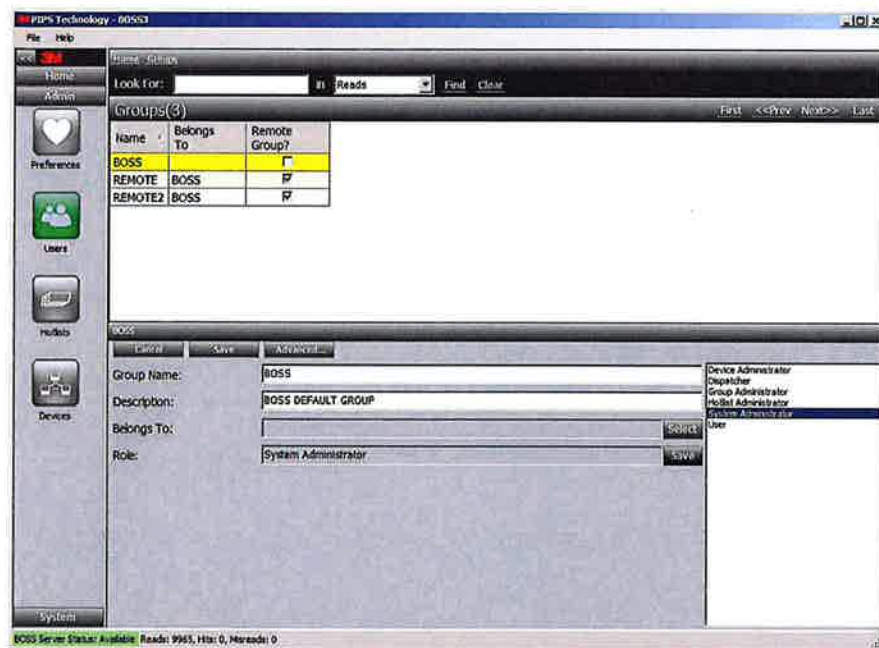 3M PIPS Technology - BOSS3
File Help
<< 3M
Home
Admin
Preferences
Users
Hotlists
Devices
System
Home Groups
Look For: in Reads Find Clear
Groups(3) First <<Prev Next>> Last
Name Belongs To Remote Group?
BOSS
REMOTE BOSS
REMOTE2 BOSS
BOSS
Cancel Save Advanced...
Group Name: BOSS
Description: BOSS DEFAULT GROUP
Belongs To: Select
Role: System Administrator Save
Device Administrator
Dispatcher
Group Administrator
Hotlist Administrator
System Administrator
User
BOSS Server Status: Available Reads: 9965, Hits: 0, Misreads: 0